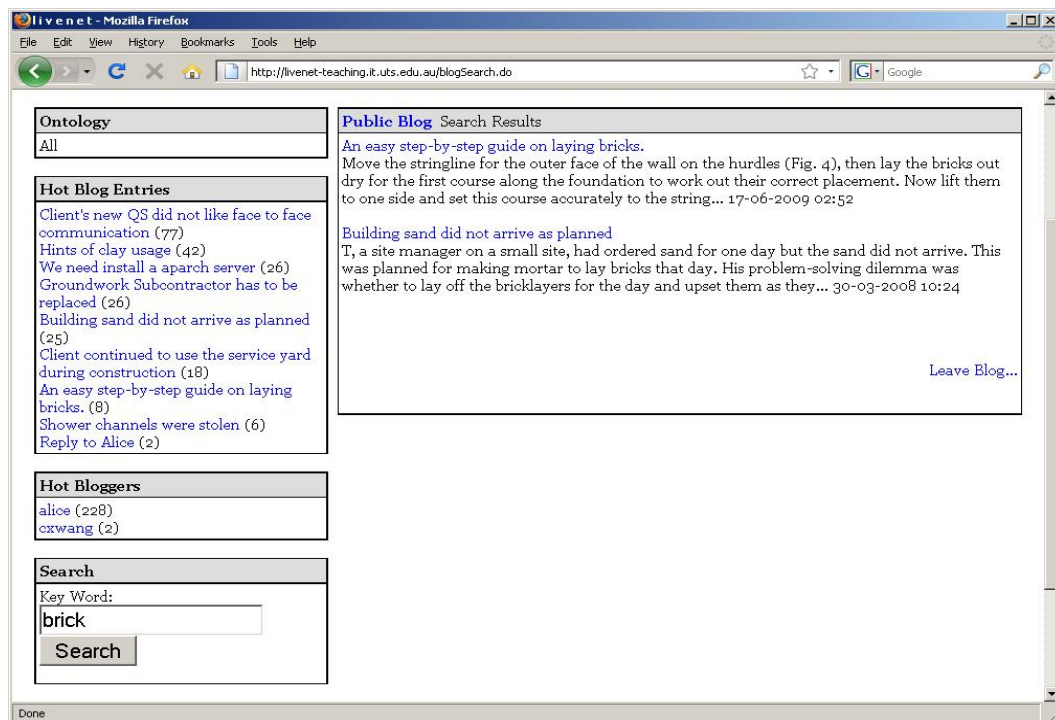 l i v e n e t - Mozilla Firefox
File Edit View History Bookmarks Tools Help
http://livenet-teaching.it.uts.edu.au/blogSearch.do
G Google
Ontology
All
Hot Blog Entries
Client's new QS did not like face to face
communication (77)
Hints of clay usage (42)
We need install a aparch server (26)
Groundwork Subcontractor has to be
replaced (26)
Building sand did not arrive as planned
(25)
Client continued to use the service yard
during construction (18)
An easy step-by-step guide on laying
bricks. (8)
Shower channels were stolen (6)
Reply to Alice (2)
Hot Bloggers
alice (228)
cxwang (2)
Search
Key Word:
brick
Search
Public Blog Search Results
An easy step-by-step guide on laying bricks.
Move the stringline for the outer face of the wall on the hurdles (Fig. 4), then lay the bricks out
dry for the first course along the foundation to work out their correct placement. Now lift them
to one side and set this course accurately to the string... 17-06-2009 02:52
Building sand did not arrive as planned
T, a site manager on a small site, had ordered sand for one day but the sand did not arrive. This
was planned for making mortar to lay bricks that day. His problem-solving dilemma was
whether to lay off the bricklayers for the day and upset them as they... 30-03-2008 10:24
Leave Blog...
Done